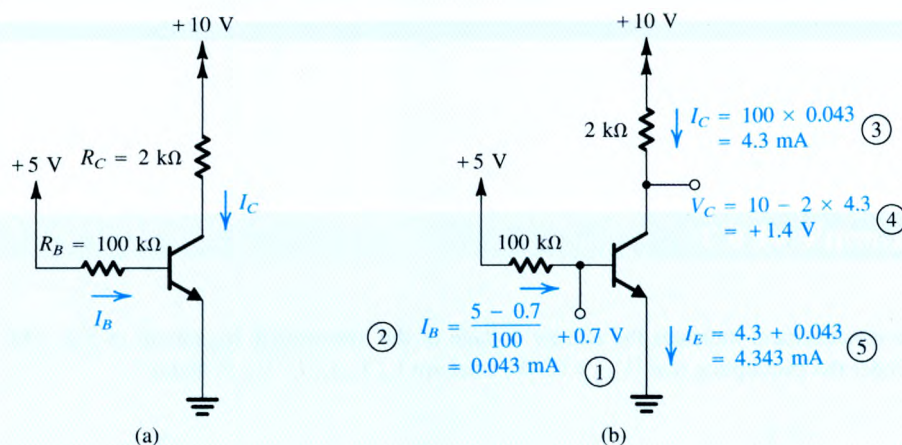 +10 V
R_C = 2 kΩ
+5 V
I_C
R_B = 100 kΩ
I_B
(a)
+10 V
2 kΩ
I_C = 100 × 0.043
= 4.3 mA
③
+5 V
V_C = 10 − 2 × 4.3
= +1.4 V
④
100 kΩ
② I_B = (5 − 0.7)/100
= 0.043 mA
+0.7 V
①
I_E = 4.3 + 0.043
= 4.343 mA
⑤
(b)